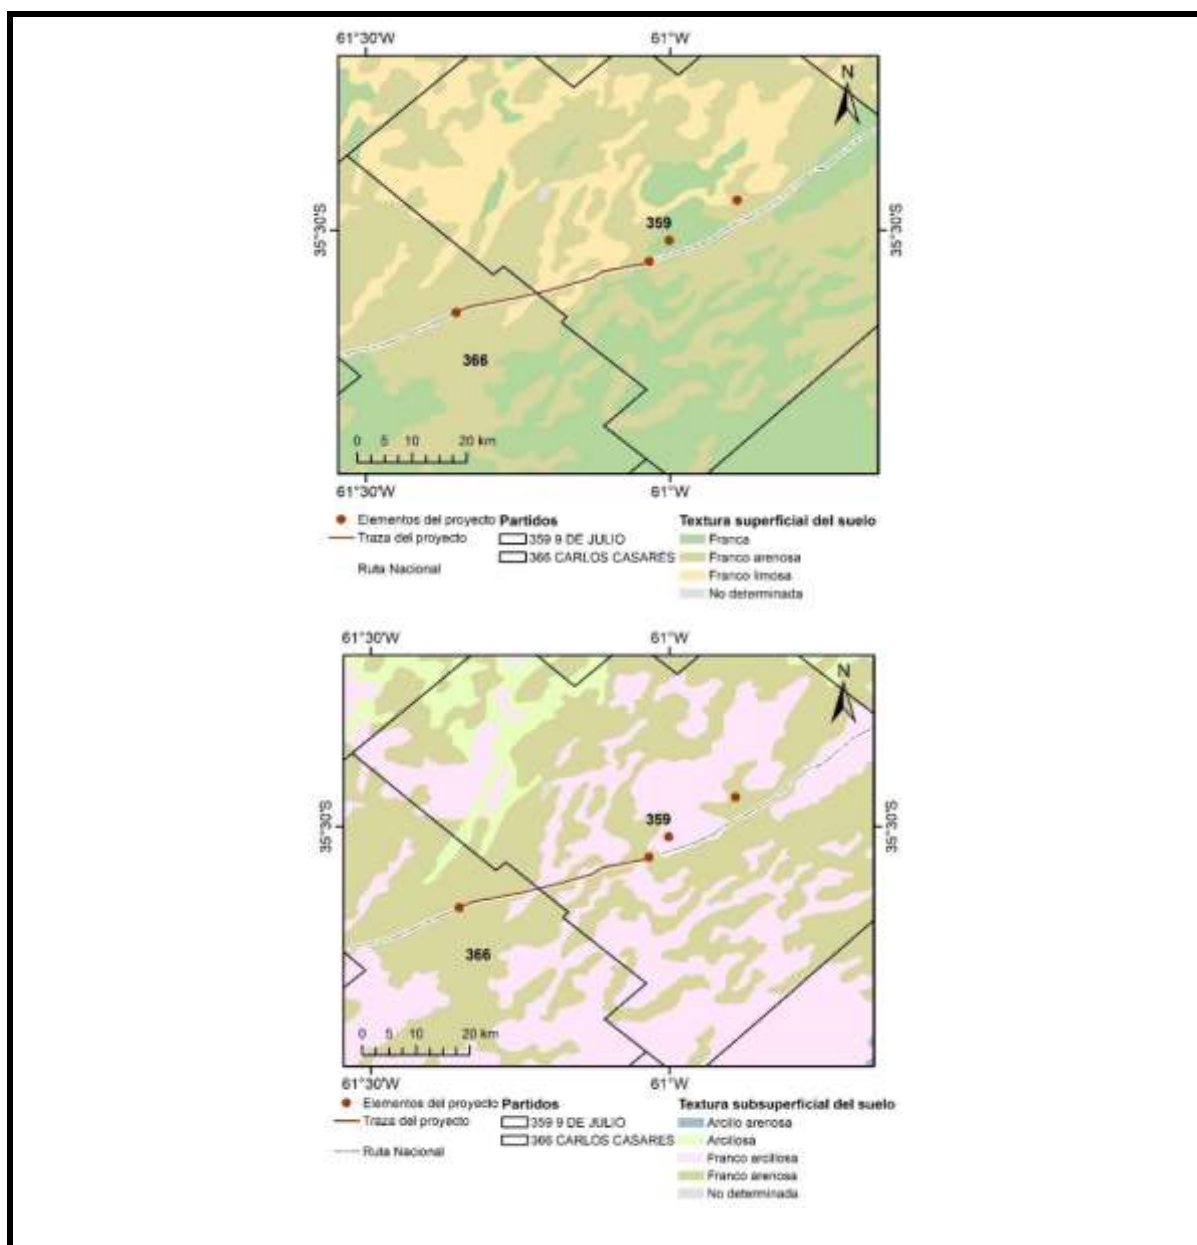 61°30'W 61°W
N
35°30'S 35°30'S
359
366
0 5 10 20 km
61°30'W 61°W
Elementos del proyecto Partidos Textura superficial del suelo
Traza del proyecto 359 9 DE JULIO Franca
Ruta Nacional 366 CARLOS CASARES Franco arenosa
Franco limosa
No determinada
61°30'W 61°W
N
35°30'S 35°30'S
359
366
0 5 10 20 km
61°30'W 61°W
Elementos del proyecto Partidos Textura subsuperficial del suelo
Traza del proyecto 359 9 DE JULIO Arcillo arenosa
Ruta Nacional 366 CARLOS CASARES Arcillosa
Franco arcillosa
Franco arenosa
No determinada